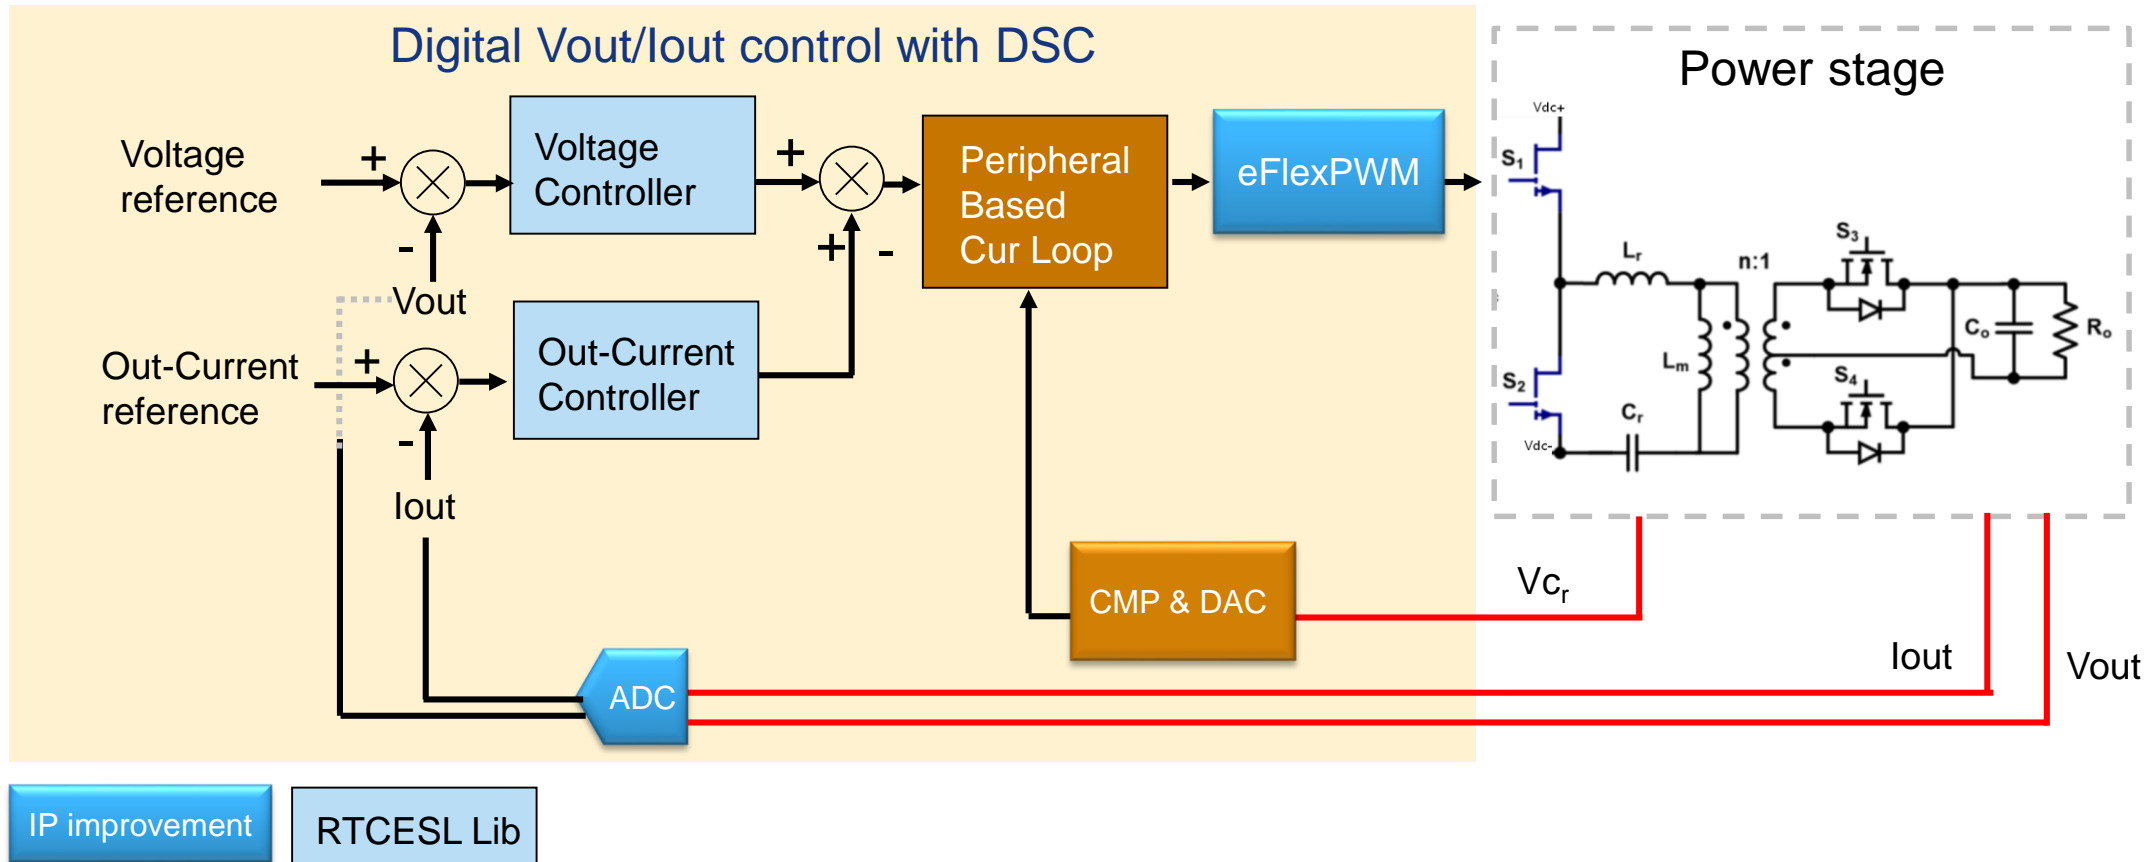 Digital Vout/Iout control with DSC
Power stage
Voltage
reference
+
-
Vout
Voltage
Controller
+
+
-
Peripheral
Based
Cur Loop
eFlexPWM
Out-Current
reference
+
-
Iout
Out-Current
Controller
CMP & DAC
ADC
Vdc+
S1
S2
Vdc-
Lr
Lm
Cr
n:1
S3
S4
Co
Ro
Vcr
Iout
Vout
IP improvement
RTCESL Lib